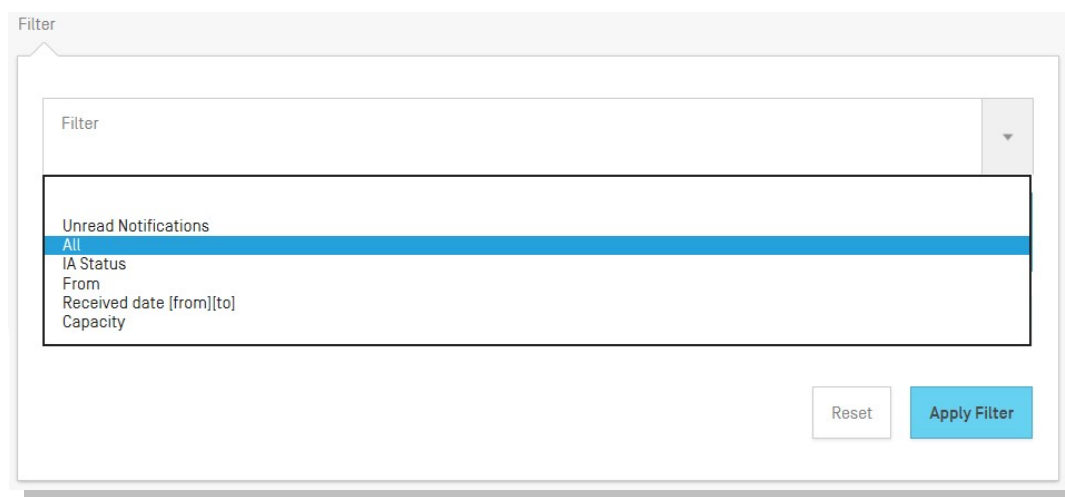 Filter
Filter
Unread Notifications
All
IA Status
From
Received date [from][to]
Capacity
Reset
Apply Filter